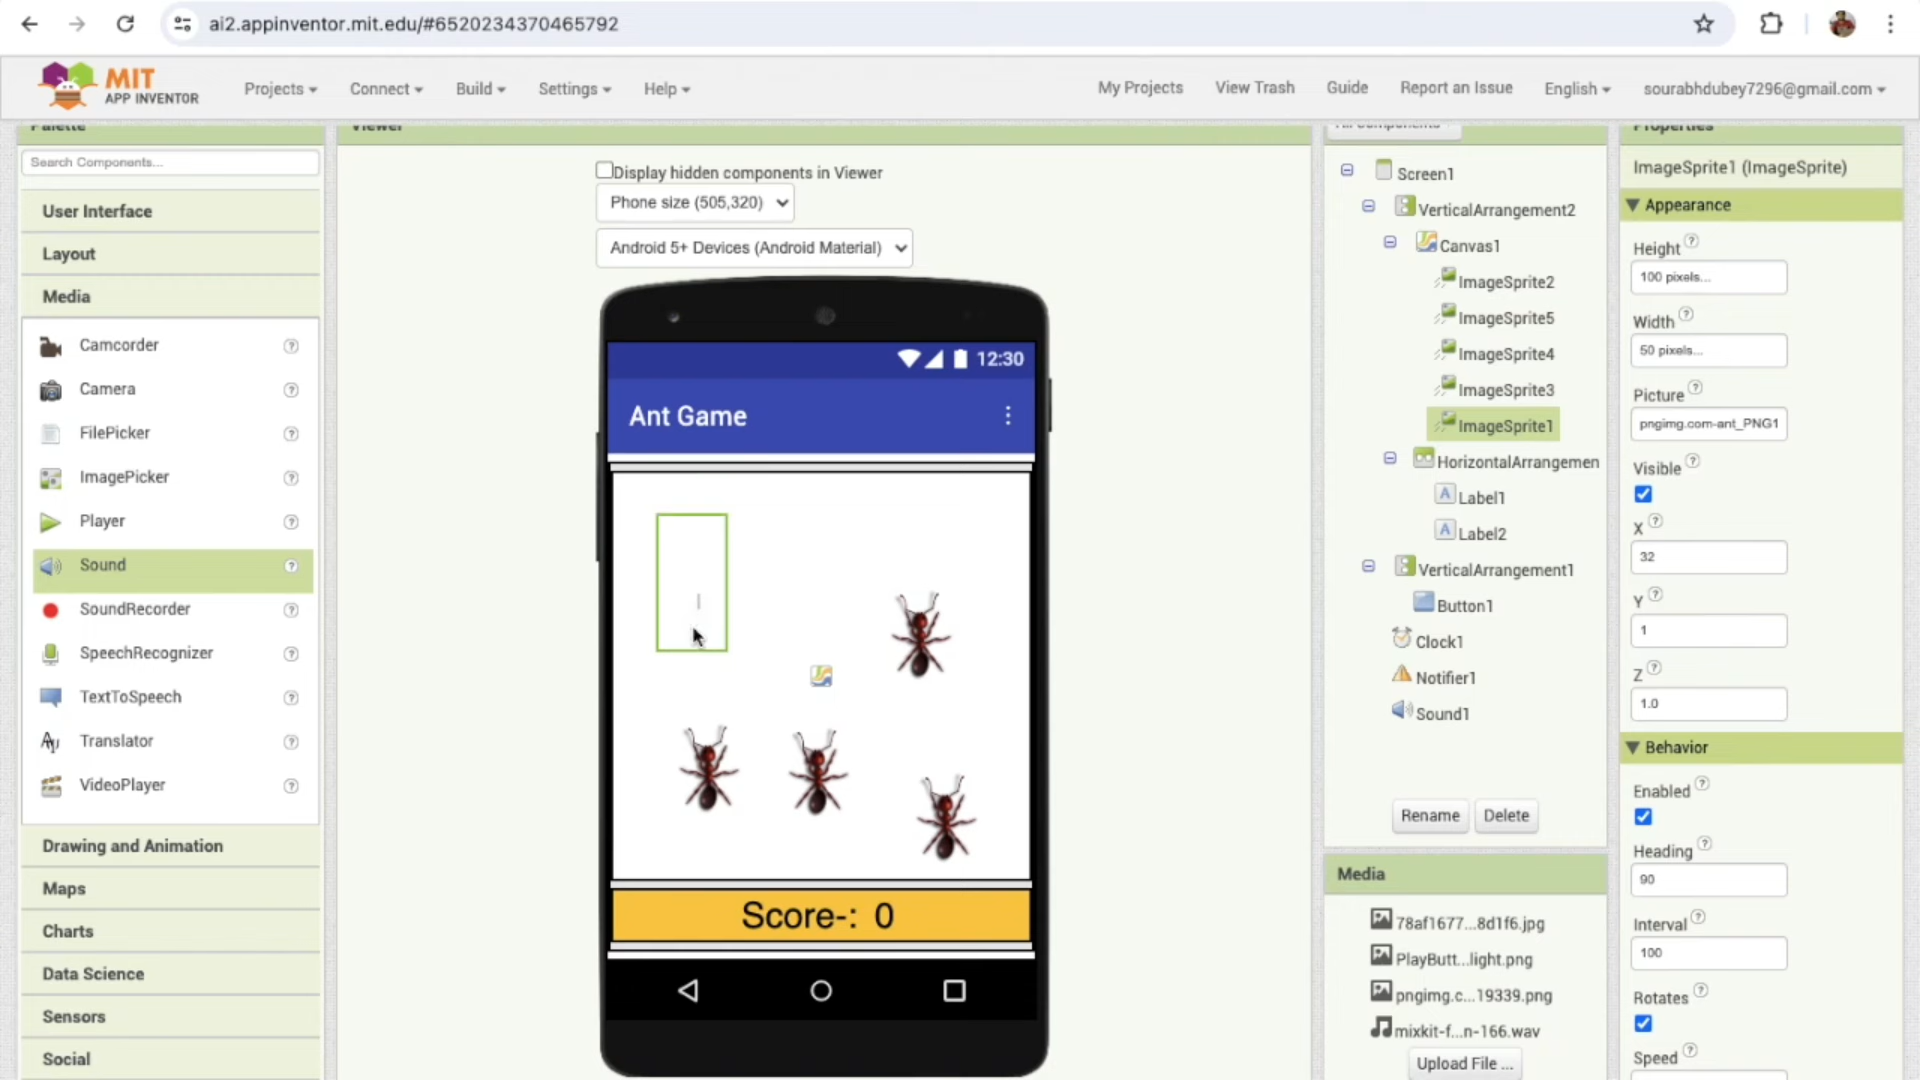 ai2.appinventor.mit.edu/#6520234370465792
MIT
APP INVENTOR
Projects
Connect
Build
Settings
Help
My Projects
View Trash
Guide
Report an Issue
English
sourabhdubey7296@gmail.com
Palette
Search Components...
User Interface
Layout
Media
Camcorder
Camera
FilePicker
ImagePicker
Player
Sound
SoundRecorder
SpeechRecognizer
TextToSpeech
Translator
VideoPlayer
Drawing and Animation
Maps
Charts
Data Science
Sensors
Social
Viewer
Display hidden components in Viewer
Phone size (505,320)
Android 5+ Devices (Android Material)
12:30
Ant Game
Score-: 0
All Components
Screen1
VerticalArrangement2
Canvas1
ImageSprite2
ImageSprite5
ImageSprite4
ImageSprite3
ImageSprite1
HorizontalArrangemen
Label1
Label2
VerticalArrangement1
Button1
Clock1
Notifier1
Sound1
Rename
Delete
Media
78af1677...8d1f6.jpg
PlayButt...light.png
pngimg.c...19339.png
mixkit-f...n-166.wav
Upload File ...
Properties
ImageSprite1 (ImageSprite)
Appearance
Height
100 pixels...
Width
50 pixels...
Picture
pngimg.com-ant_PNG1
Visible
X
32
Y
1
Z
1.0
Behavior
Enabled
Heading
90
Interval
100
Rotates
Speed